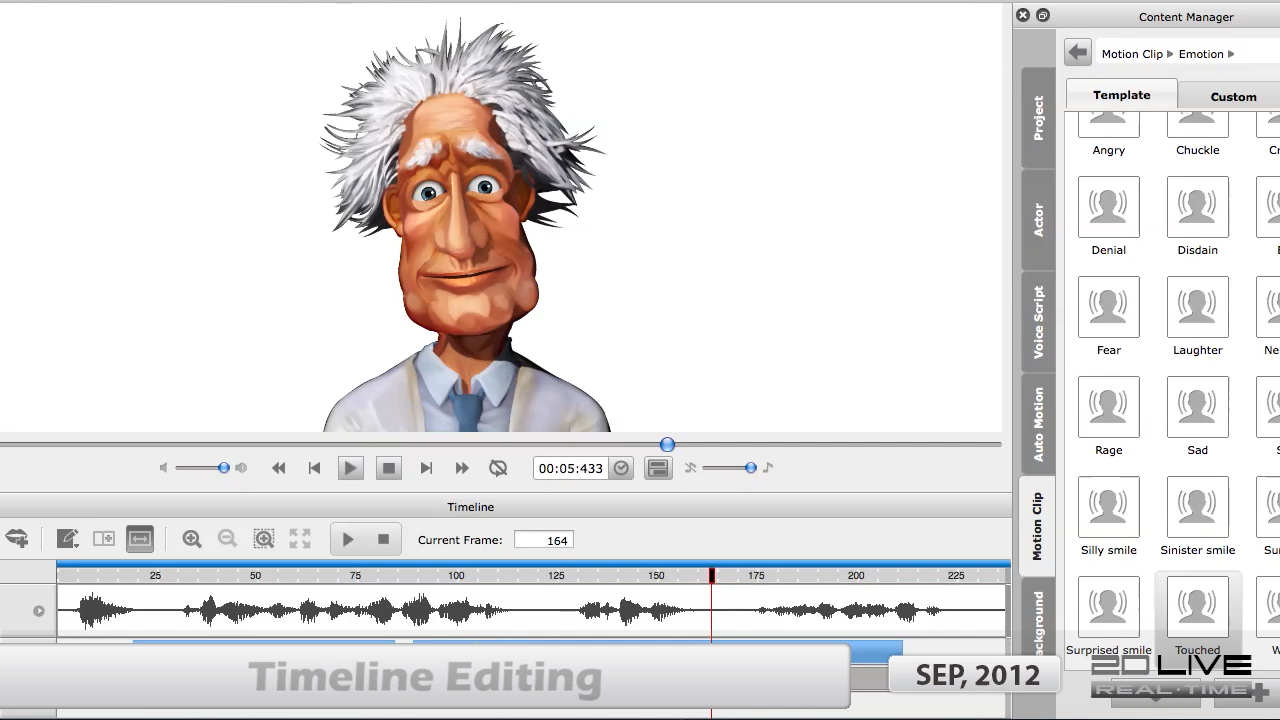 Content Manager
Motion Clip
Emotion
Template
Custom
Project
Actor
Voice Script
Auto Motion
Motion Clip
Angry
Chuckle
Denial
Disdain
Fear
Laughter
Rage
Sad
Silly smile
Sinister smile
Surprised smile
Touched
00:05:433
Timeline
Current Frame: 164
25 50 75 100 125 150 175 200 225
Timeline Editing
SEP, 2012
2D LIVE
REAL-TIME+